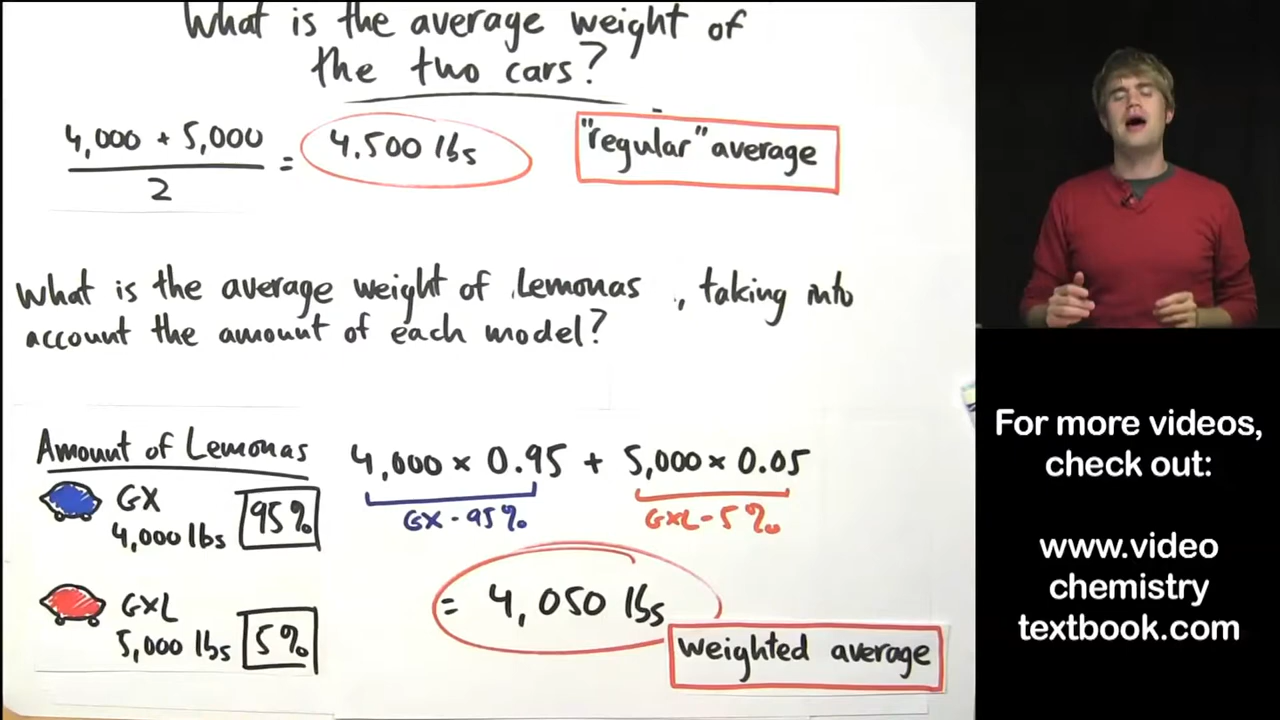 What is the average weight of
the two cars?
4,000 + 5,000
2
= 4.500 lbs
"regular" average
What is the average weight of Lemonas , taking into
account the amount of each model?
Amount of Lemonas
GX
4,000 lbs
95%
GXL
5,000 lbs
5%
4,000 × 0.95 + 5,000 × 0.05
GX - 95%
GXL - 5%
= 4,050 lbs
weighted average
For more videos,
check out:
www.video
chemistry
textbook.com